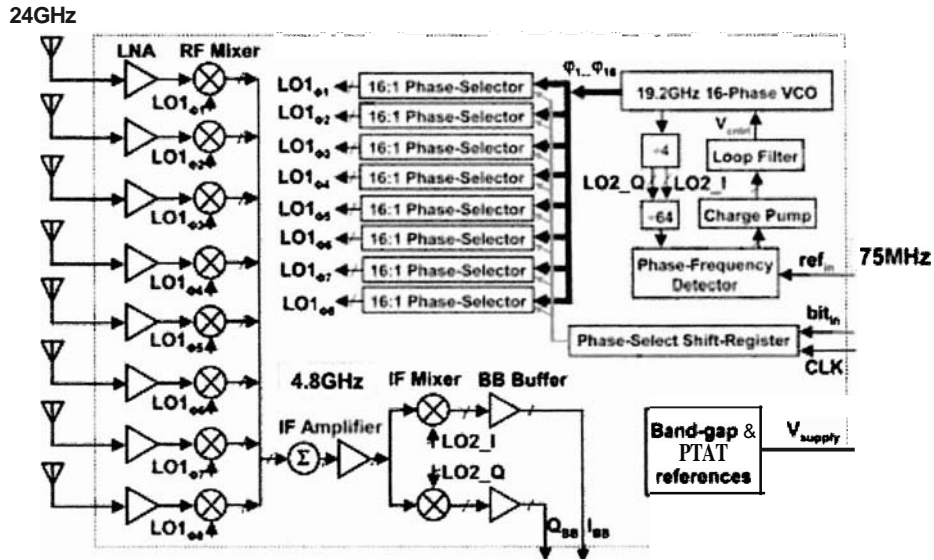 24GHz
LNA RF Mixer
LO1Φ1
LO1Φ2
LO1Φ3
LO1Φ4
LO1Φ5
LO1Φ6
LO1Φ7
LO1Φ8
LO1Φ1 16:1 Phase-Selector
LO1Φ2 16:1 Phase-Selector
LO1Φ3 16:1 Phase-Selector
LO1Φ4 16:1 Phase-Selector
LO1Φ5 16:1 Phase-Selector
LO1Φ6 16:1 Phase-Selector
LO1Φ7 16:1 Phase-Selector
LO1Φ8 16:1 Phase-Selector
φ1...φ16
19.2GHz 16-Phase VCO
Vcntrl
÷4
Loop Filter
LO2_Q LO2_I
÷64
Charge Pump
Phase-Frequency
Detector
refin 75MHz
bitin
Phase-Select Shift-Register
CLK
4.8GHz
IF Mixer BB Buffer
IF Amplifier
Σ
LO2_I
LO2_Q
QBB IBB
Band-gap &
PTAT
references
Vsupply